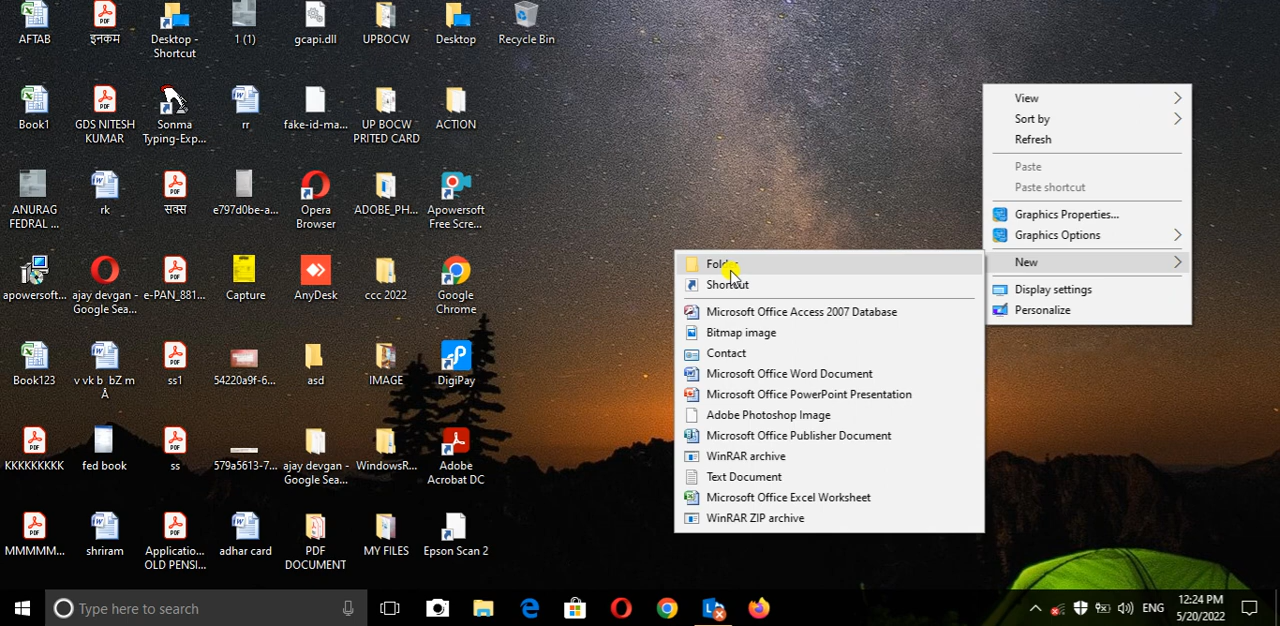 AFTAB
इनकम
Desktop -
Shortcut
1 (1)
gcapi.dll
UPBOCW
Desktop
Recycle Bin
Book1
GDS NITESH
KUMAR
Sonma
Typing-Exp...
rr
fake-id-ma...
UP BOCW
PRITED CARD
ACTION
ANURAG
FEDRAL ...
rk
सक्स
e797d0be-a...
Opera
Browser
ADOBE_PH...
Apowersoft
Free Scre...
apowersoft...
ajay devgan -
Google Sea...
e-PAN_881...
Capture
AnyDesk
ccc 2022
Google
Chrome
Book123
v vk b bZ m
Å
ss1
54220a9f-6...
asd
IMAGE
DigiPay
KKKKKKKKK
fed book
ss
579a5613-7...
ajay devgan -
Google Sea...
WindowsR...
Adobe
Acrobat DC
MMMMM...
shriram
Applicatio...
OLD PENSI...
adhar card
PDF
DOCUMENT
MY FILES
Epson Scan 2
View
Sort by
Refresh
Paste
Paste shortcut
Graphics Properties...
Graphics Options
New
Display settings
Personalize
Folder
Shortcut
Microsoft Office Access 2007 Database
Bitmap image
Contact
Microsoft Office Word Document
Microsoft Office PowerPoint Presentation
Adobe Photoshop Image
Microsoft Office Publisher Document
WinRAR archive
Text Document
Microsoft Office Excel Worksheet
WinRAR ZIP archive
Type here to search
ENG
12:24 PM
5/20/2022